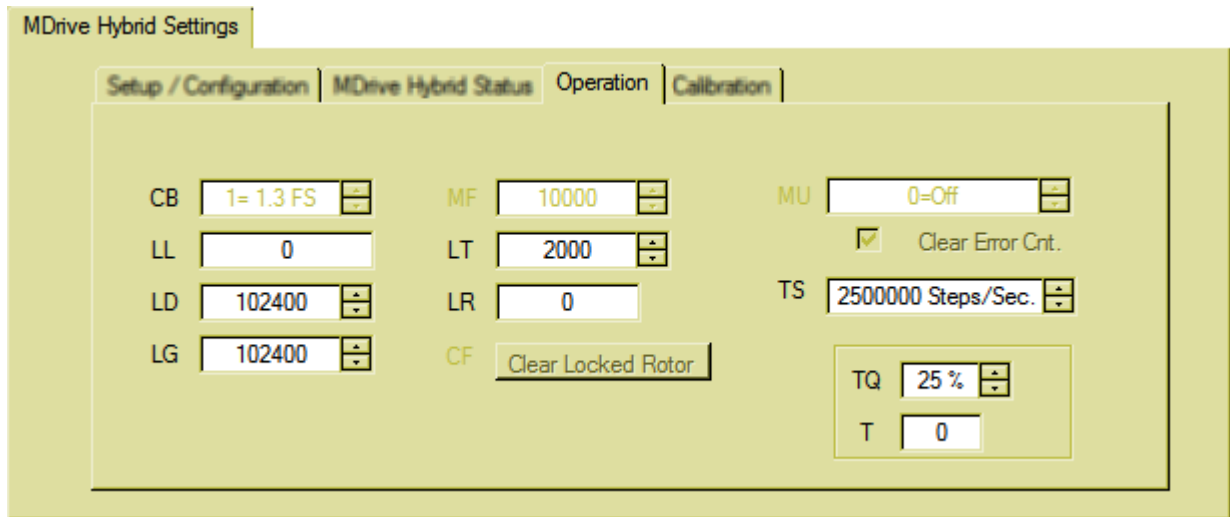 MDrive Hybrid Settings
Setup / Configuration MDrive Hybrid Status Operation Calibration
CB 1= 1.3 FS MF 10000 MU 0=Off
LL 0 LT 2000 Clear Error Cnt.
LD 102400 LR 0 TS 2500000 Steps/Sec.
LG 102400 CF Clear Locked Rotor
TQ 25 %
T 0